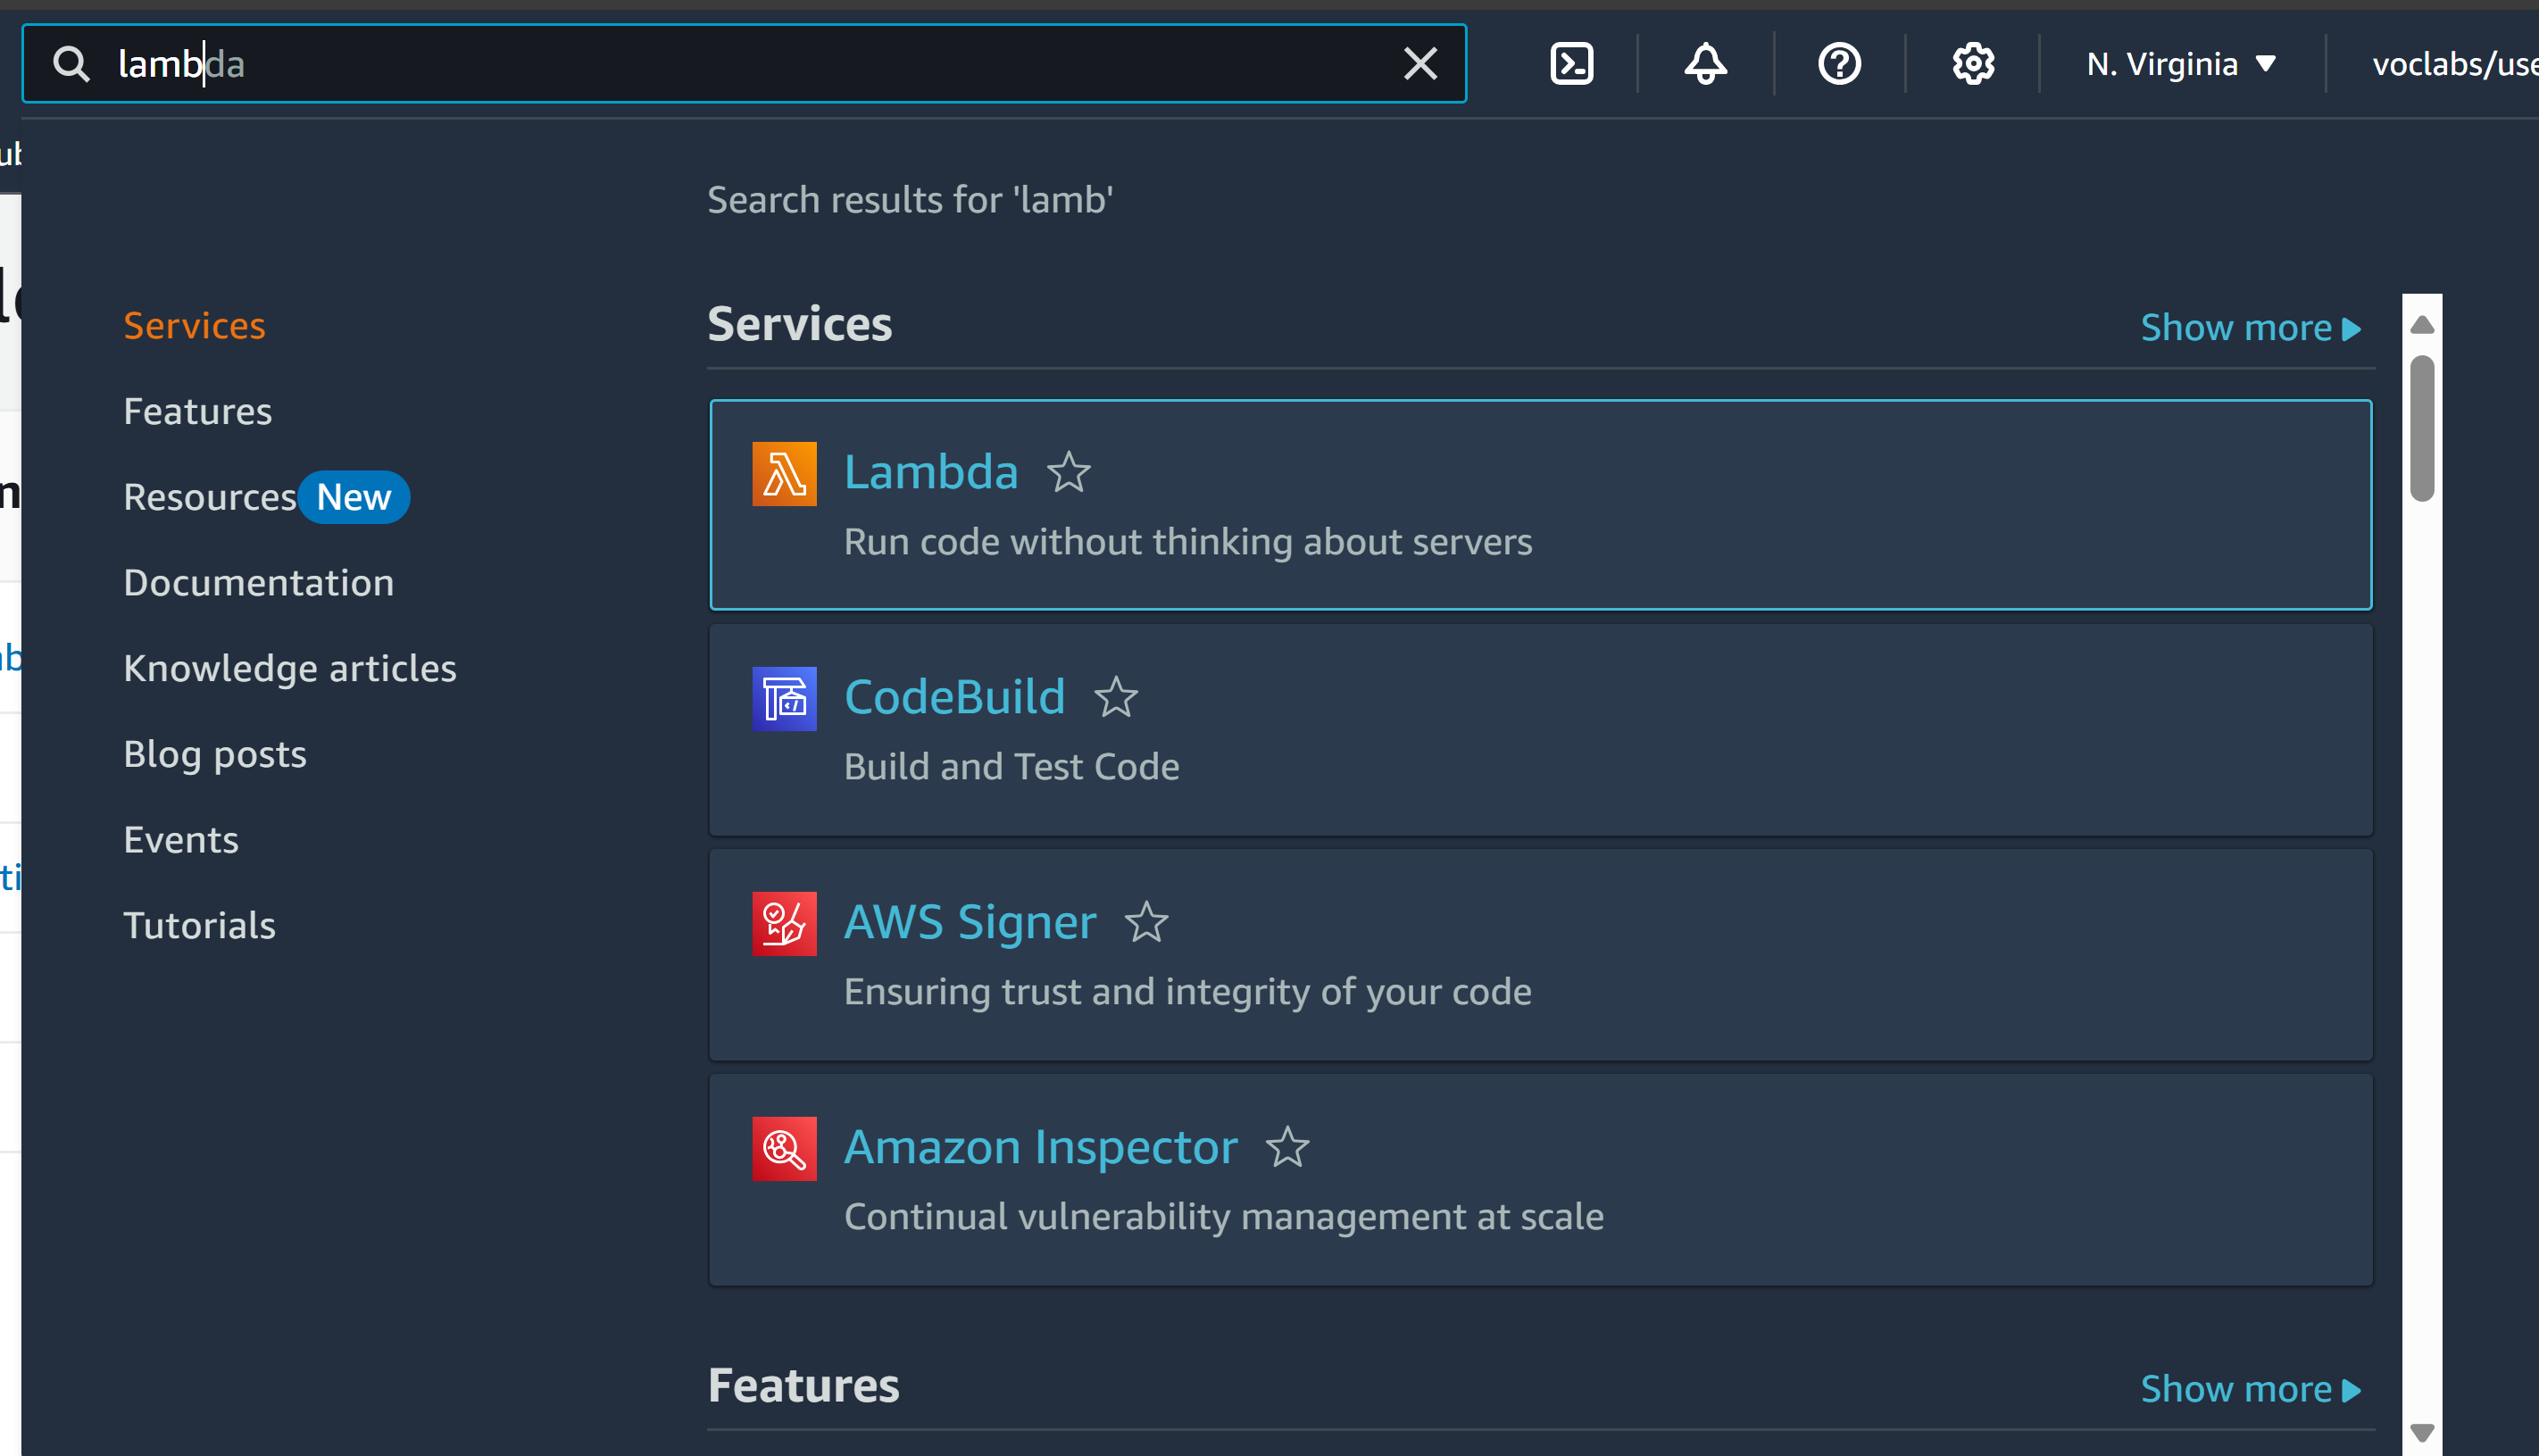 lambda
N. Virginia
voclabs/use
Search results for 'lamb'
Services
Features
Resources New
Documentation
Knowledge articles
Blog posts
Events
Tutorials
Services
Show more
Lambda
Run code without thinking about servers
CodeBuild
Build and Test Code
AWS Signer
Ensuring trust and integrity of your code
Amazon Inspector
Continual vulnerability management at scale
Features
Show more